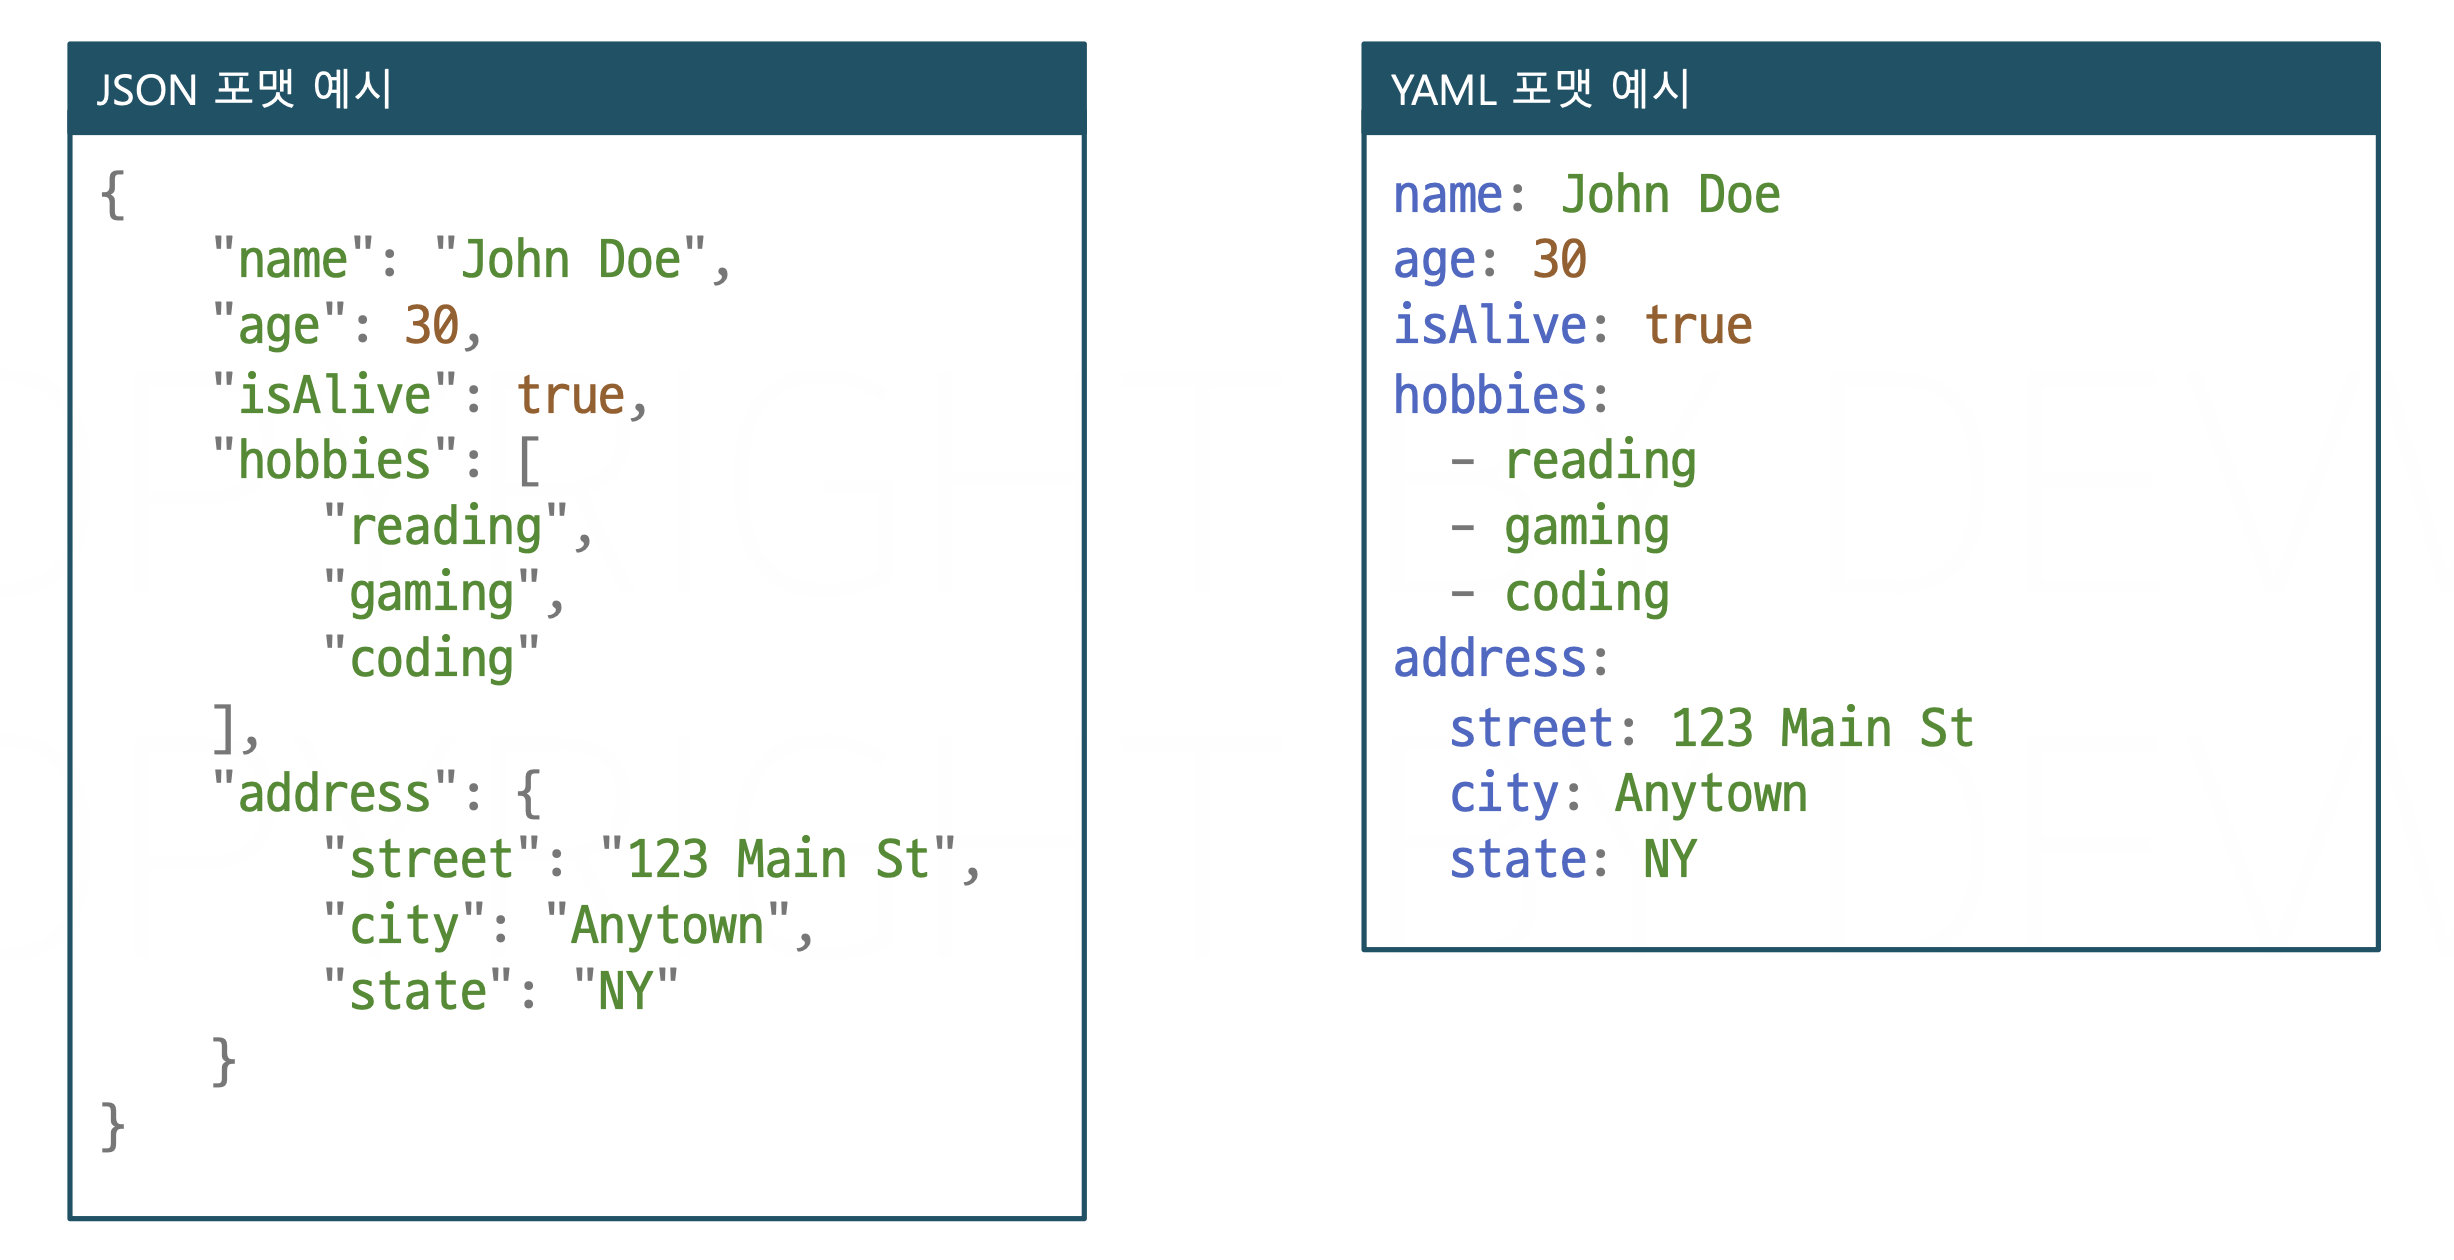 JSON 포맷 예시
{
    "name": "John Doe",
    "age": 30,
    "isAlive": true,
    "hobbies": [
        "reading",
        "gaming",
        "coding"
    ],
    "address": {
        "street": "123 Main St",
        "city": "Anytown",
        "state": "NY"
    }
}
YAML 포맷 예시
name: John Doe
age: 30
isAlive: true
hobbies:
  - reading
  - gaming
  - coding
address:
  street: 123 Main St
  city: Anytown
  state: NY